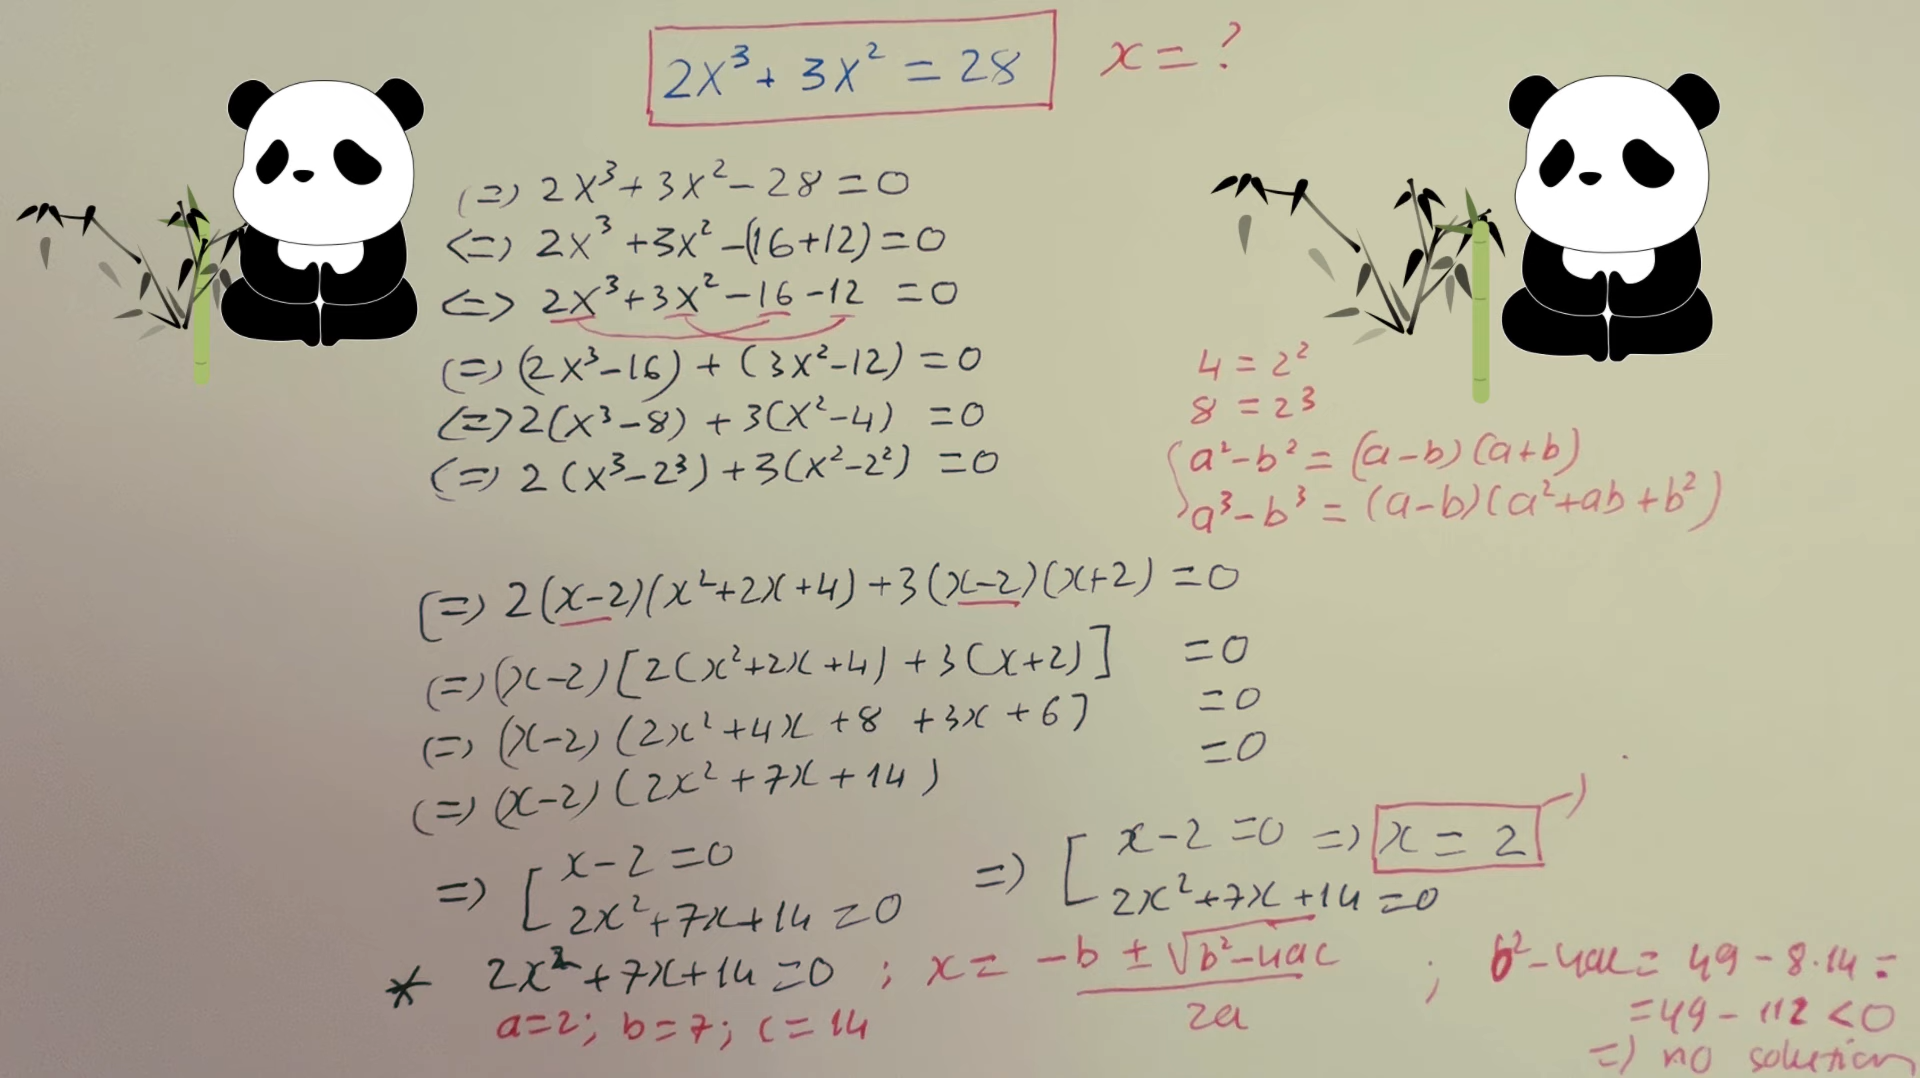 2x³ + 3x² = 28 x = ?
(=) 2x³ + 3x² - 28 = 0
<=> 2x³ + 3x² - (16+12) = 0
<=> 2x³ + 3x² - 16 - 12 = 0
(=) (2x³ - 16) + (3x² - 12) = 0
(=) 2(x³ - 8) + 3(x² - 4) = 0
(=) 2(x³ - 2³) + 3(x² - 2²) = 0
4 = 2²
8 = 2³
a² - b² = (a - b)(a + b)
a³ - b³ = (a - b)(a² + ab + b²)
(=) 2(x-2)(x² + 2x + 4) + 3(x-2)(x+2) = 0
(=) (x-2)[2(x² + 2x + 4) + 3(x+2)] = 0
(=) (x-2)(2x² + 4x + 8 + 3x + 6] = 0
(=) (x-2)(2x² + 7x + 14) = 0
=) [ x - 2 = 0
2x² + 7x + 14 = 0
=) [ x - 2 = 0 =) x = 2
2x² + 7x + 14 = 0
* 2x² + 7x + 14 = 0 ; x = -b ± √b² - 4ac / 2a ; b² - 4ac = 49 - 8.14 =
a = 2; b = 7; c = 14
= 49 - 112 < 0
=) no solution